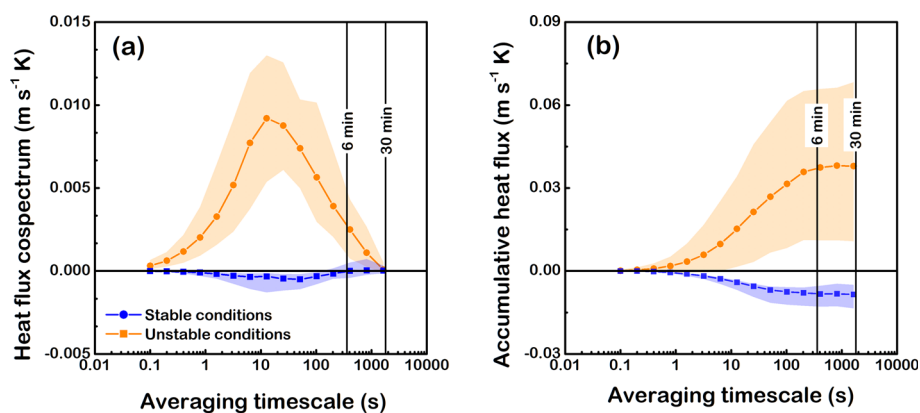 (a)
Heat flux cospectrum (m s⁻¹ K)
0.015
0.010
0.005
0.000
-0.005
6 min
30 min
Stable conditions
Unstable conditions
0.01 0.1 1 10 100 1000 10000
Averaging timescale (s)
(b)
Accumulative heat flux (m s⁻¹ K)
0.09
0.06
0.03
0.00
-0.03
6 min
30 min
0.01 0.1 1 10 100 1000 10000
Averaging timescale (s)